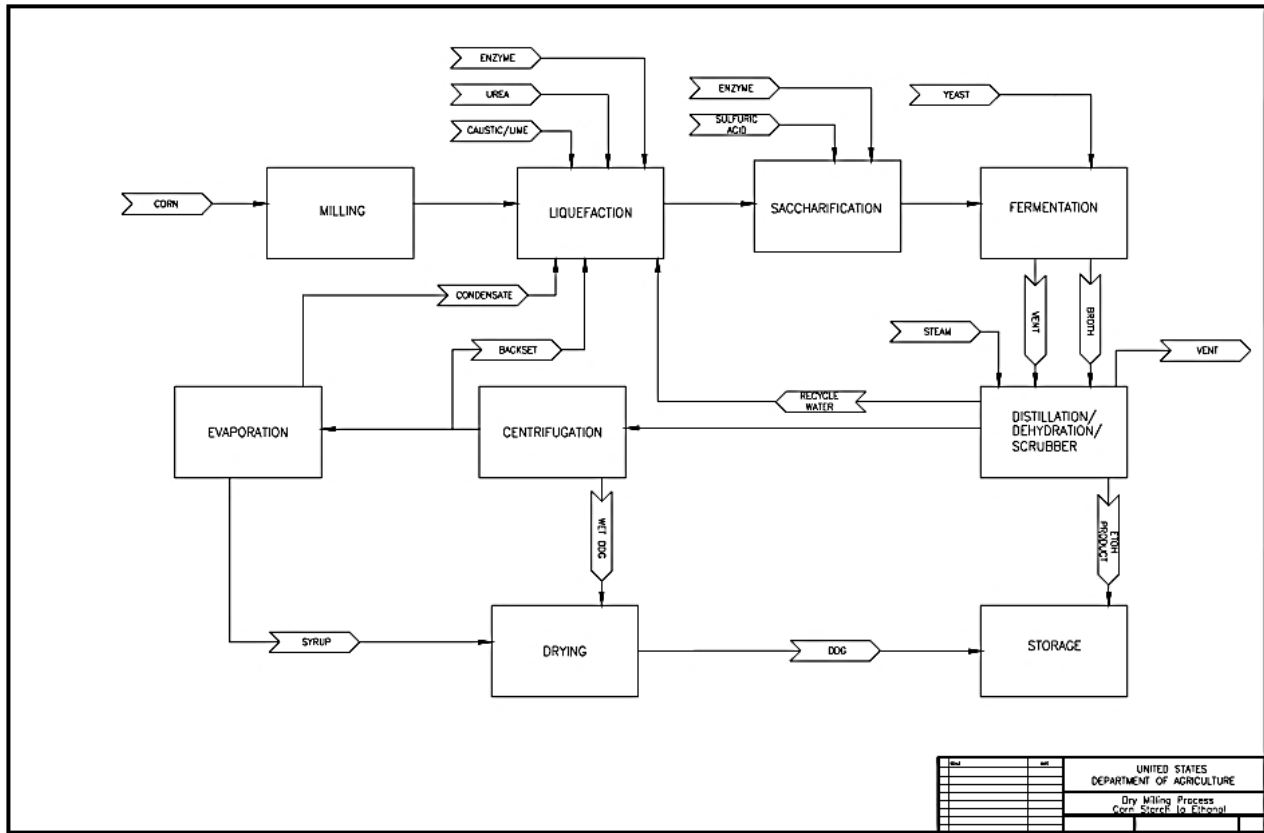 ENZYME
UREA
CAUSTIC/LIME
ENZYME
SULFURIC
ACID
YEAST
CORN
MILLING
LIQUEFACTION
SACCHARIFICATION
FERMENTATION
CONDENSATE
BACKSET
STEAM
VENT
BROTH
VENT
RECYCLE
WATER
EVAPORATION
CENTRIFUGATION
DISTILLATION/
DEHYDRATION/
SCRUBBER
WET DDG
ETOH
PRODUCT
SYRUP
DRYING
DDG
STORAGE
UNITED STATES
DEPARTMENT OF AGRICULTURE
Dry Milling Process
Corn Starch to Ethanol